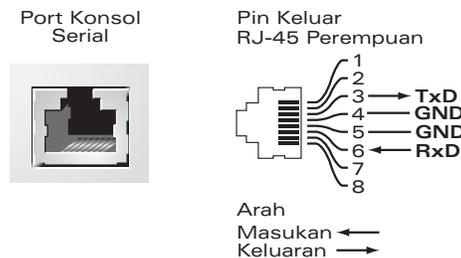 Port Konsol
Serial
Pin Keluar
RJ-45 Perempuan
1
2
3 TxD
4 GND
5 GND
6 RxD
7
8
Arah
Masukan
Keluaran